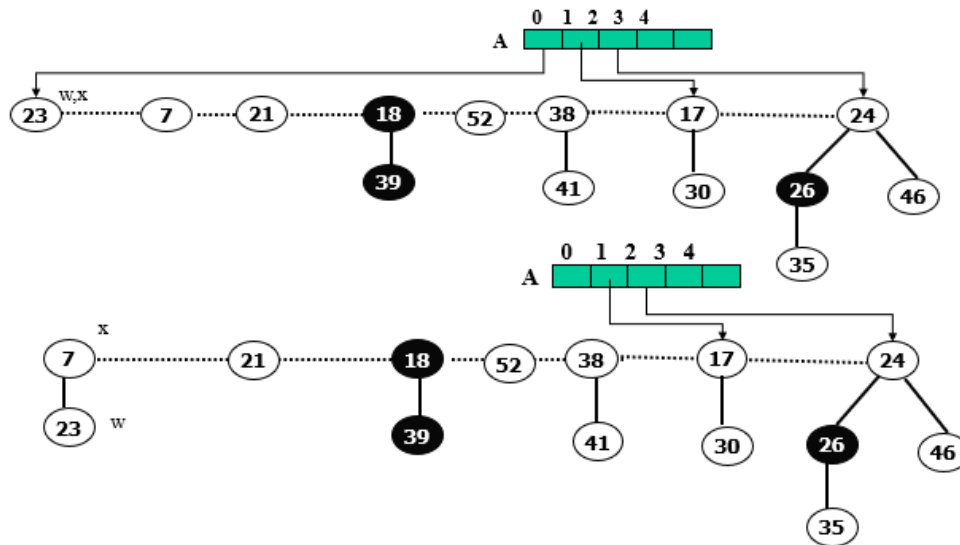 0 1 2 3 4
A
w,x
23 7 21 18 52 38 17 24
39 41 30 26 46
35
0 1 2 3 4
A
x
7 21 18 52 38 17 24
23 w 39 41 30 26 46
35